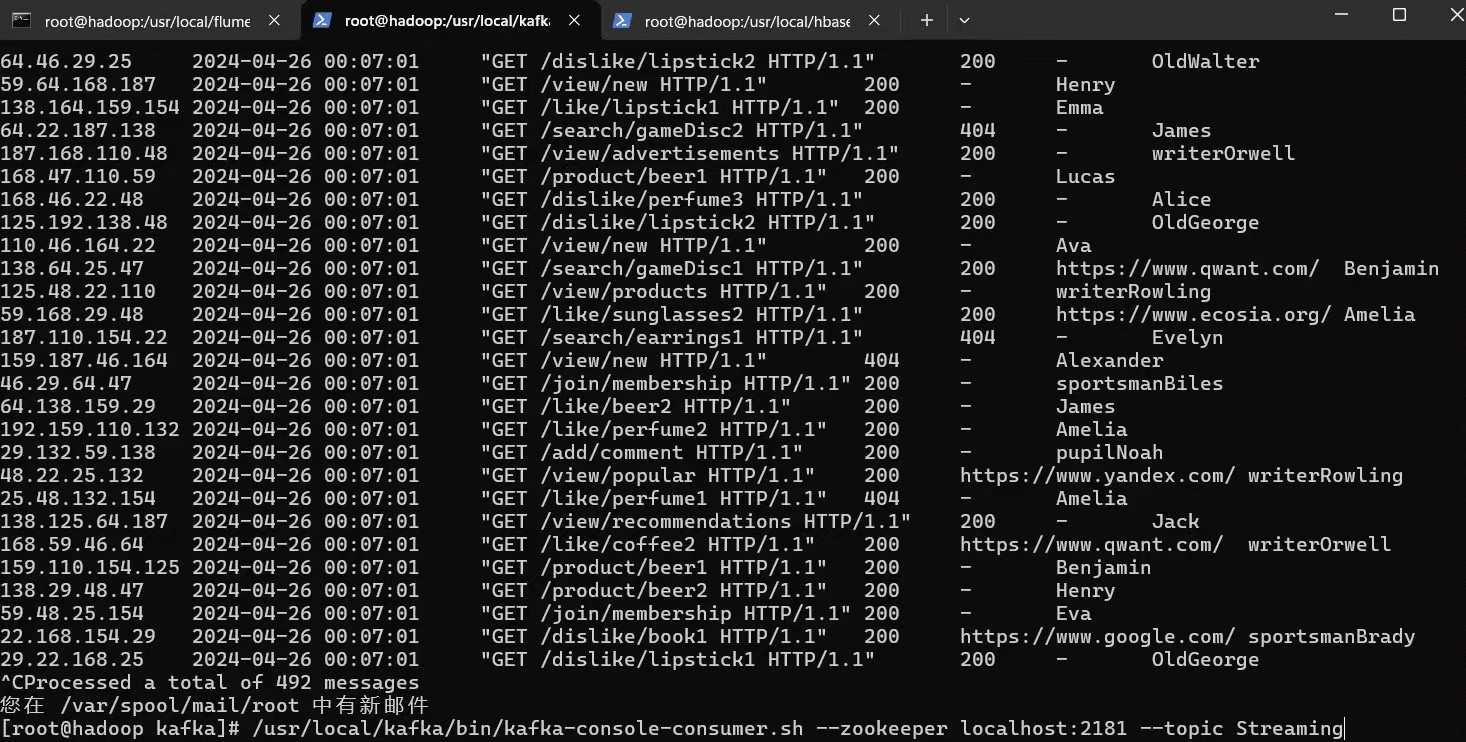 root@hadoop:/usr/local/flume root@hadoop:/usr/local/kafka root@hadoop:/usr/local/hbase
64.46.29.25 2024-04-26 00:07:01 "GET /dislike/lipstick2 HTTP/1.1" 200 - OldWalter
59.64.168.187 2024-04-26 00:07:01 "GET /view/new HTTP/1.1" 200 - Henry
138.164.159.154 2024-04-26 00:07:01 "GET /like/lipstick1 HTTP/1.1" 200 - Emma
64.22.187.138 2024-04-26 00:07:01 "GET /search/gameDisc2 HTTP/1.1" 404 - James
187.168.110.48 2024-04-26 00:07:01 "GET /view/advertisements HTTP/1.1" 200 - writerOrwell
168.47.110.59 2024-04-26 00:07:01 "GET /product/beer1 HTTP/1.1" 200 - Lucas
168.46.22.48 2024-04-26 00:07:01 "GET /dislike/perfume3 HTTP/1.1" 200 - Alice
125.192.138.48 2024-04-26 00:07:01 "GET /dislike/lipstick2 HTTP/1.1" 200 - OldGeorge
110.46.164.22 2024-04-26 00:07:01 "GET /view/new HTTP/1.1" 200 - Ava
138.64.25.47 2024-04-26 00:07:01 "GET /search/gameDisc1 HTTP/1.1" 200 https://www.qwant.com/ Benjamin
125.48.22.110 2024-04-26 00:07:01 "GET /view/products HTTP/1.1" 200 - writerRowling
59.168.29.48 2024-04-26 00:07:01 "GET /like/sunglasses2 HTTP/1.1" 200 https://www.ecosia.org/ Amelia
187.110.154.22 2024-04-26 00:07:01 "GET /search/earrings1 HTTP/1.1" 404 - Evelyn
159.187.46.164 2024-04-26 00:07:01 "GET /view/new HTTP/1.1" 404 - Alexander
46.29.64.47 2024-04-26 00:07:01 "GET /join/membership HTTP/1.1" 200 - sportsmanBiles
64.138.159.29 2024-04-26 00:07:01 "GET /like/beer2 HTTP/1.1" 200 - James
192.159.110.132 2024-04-26 00:07:01 "GET /like/perfume2 HTTP/1.1" 200 - Amelia
29.132.59.138 2024-04-26 00:07:01 "GET /add/comment HTTP/1.1" 200 - pupilNoah
48.22.25.132 2024-04-26 00:07:01 "GET /view/popular HTTP/1.1" 200 https://www.yandex.com/ writerRowling
25.48.132.154 2024-04-26 00:07:01 "GET /like/perfume1 HTTP/1.1" 404 - Amelia
138.125.64.187 2024-04-26 00:07:01 "GET /view/recommendations HTTP/1.1" 200 - Jack
168.59.46.64 2024-04-26 00:07:01 "GET /like/coffee2 HTTP/1.1" 200 https://www.qwant.com/ writerOrwell
159.110.154.125 2024-04-26 00:07:01 "GET /product/beer1 HTTP/1.1" 200 - Benjamin
138.29.48.47 2024-04-26 00:07:01 "GET /product/beer2 HTTP/1.1" 200 - Henry
59.48.25.154 2024-04-26 00:07:01 "GET /join/membership HTTP/1.1" 200 - Eva
22.168.154.29 2024-04-26 00:07:01 "GET /dislike/book1 HTTP/1.1" 200 https://www.google.com/ sportsmanBrady
29.22.168.25 2024-04-26 00:07:01 "GET /dislike/lipstick1 HTTP/1.1" 200 - OldGeorge
^CProcessed a total of 492 messages
您在 /var/spool/mail/root 中有新邮件
[root@hadoop kafka]# /usr/local/kafka/bin/kafka-console-consumer.sh --zookeeper localhost:2181 --topic Streaming